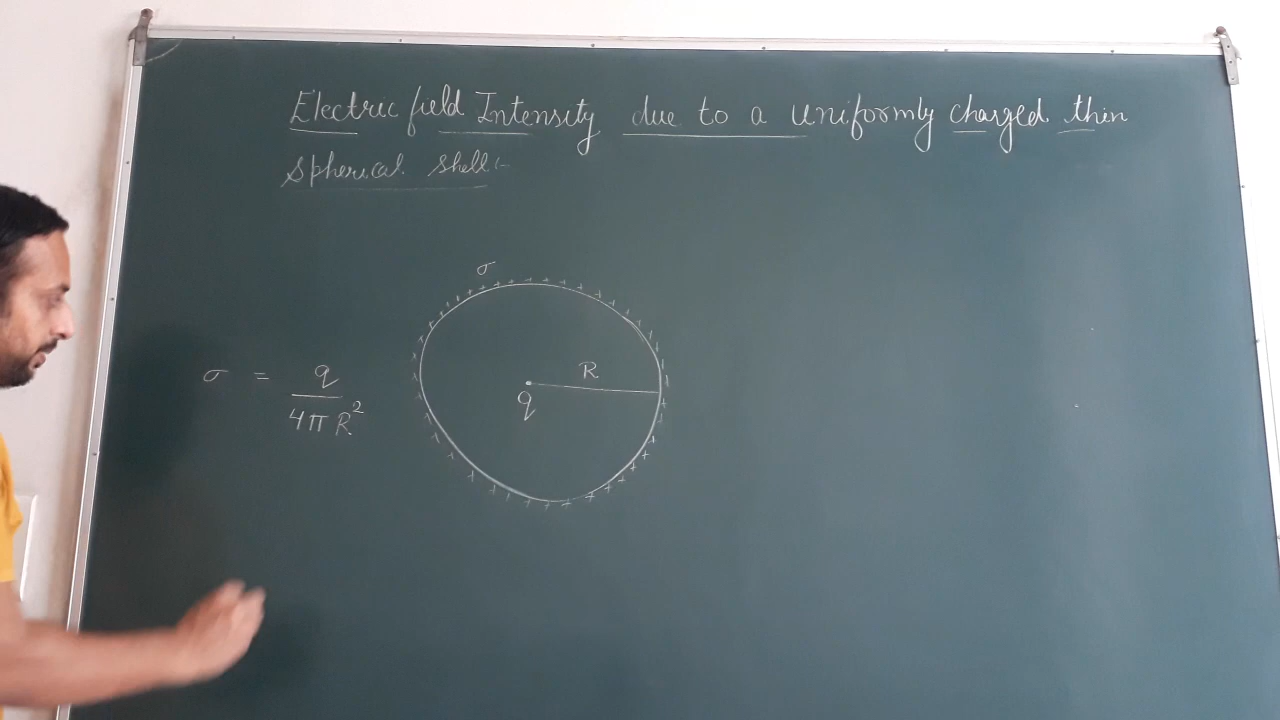 Electric field Intensity due to a uniformly charged thin
Spherical shell:-
σ
σ = q / 4πR²
R
q